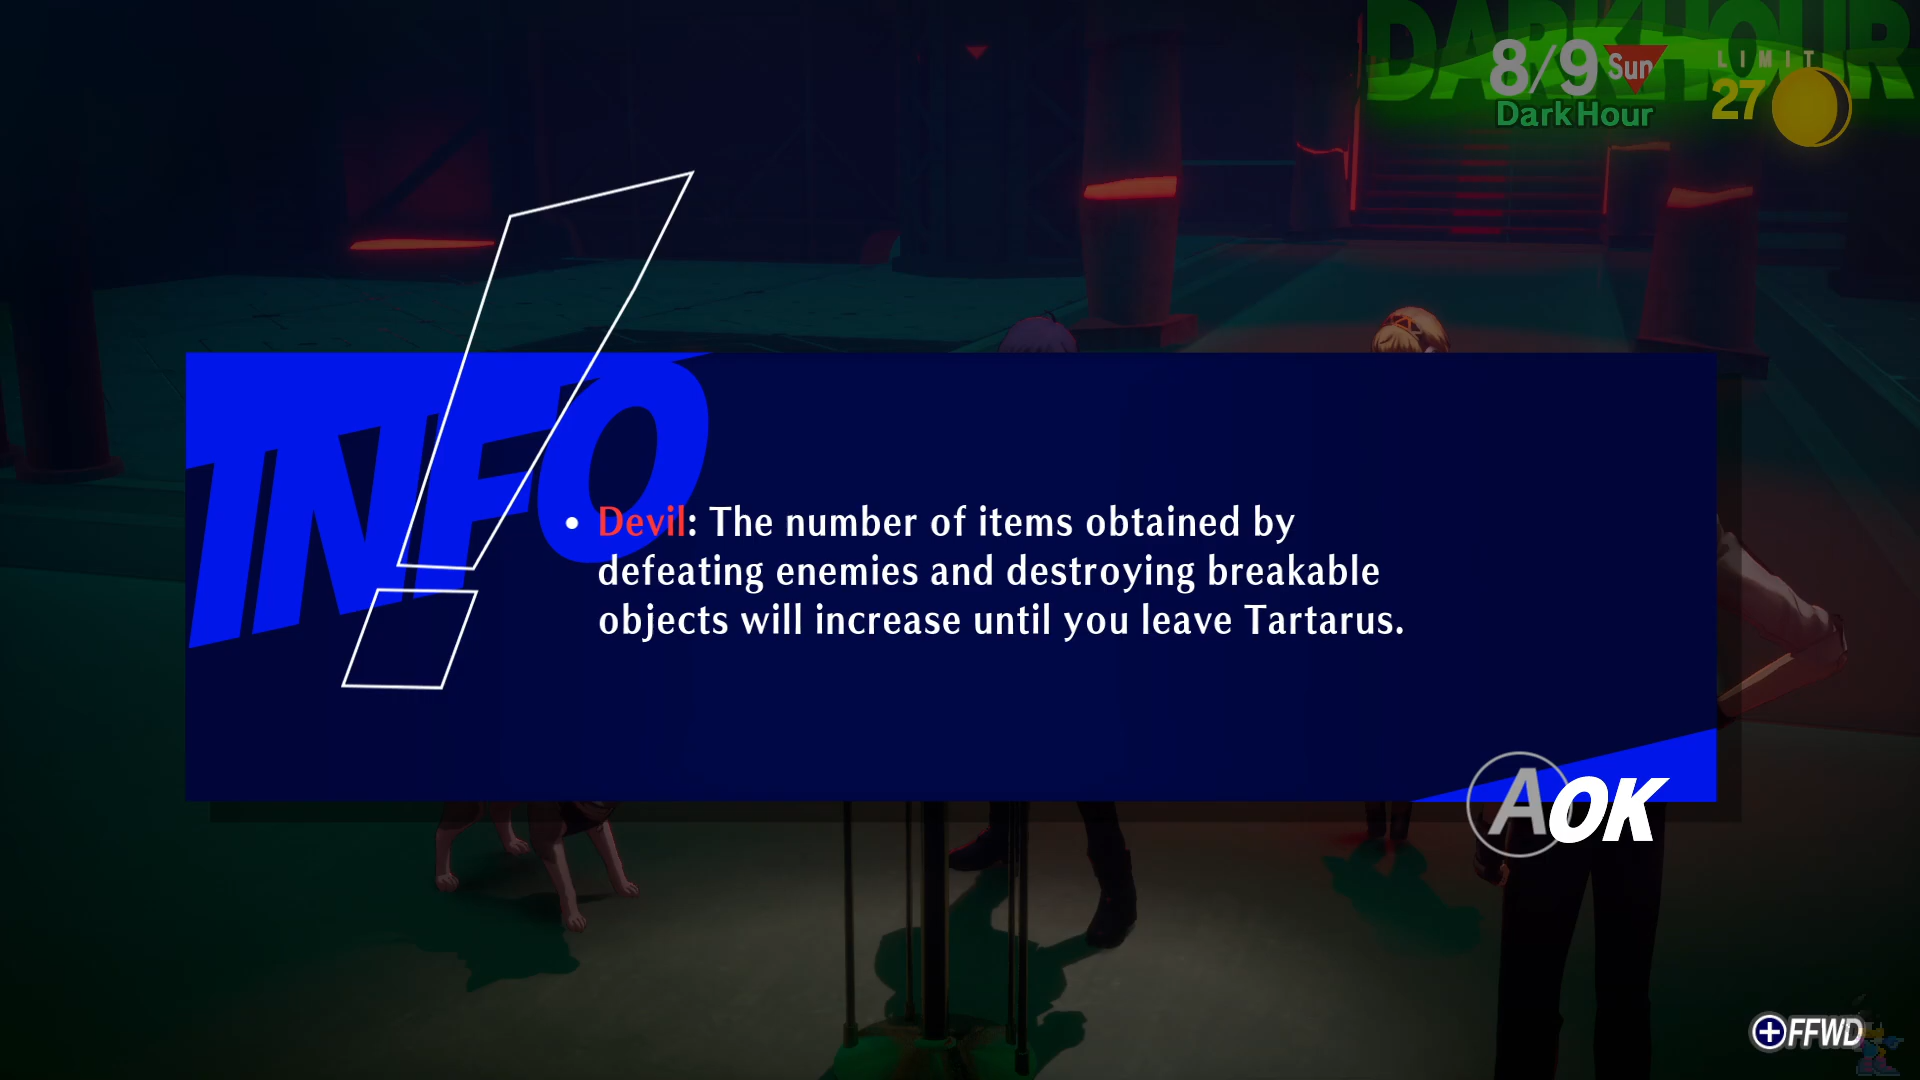 DARK HOUR
8/9 Sun
Dark Hour
LIMIT
27
INFO
• Devil: The number of items obtained by
defeating enemies and destroying breakable
objects will increase until you leave Tartarus.
A OK
FFWD